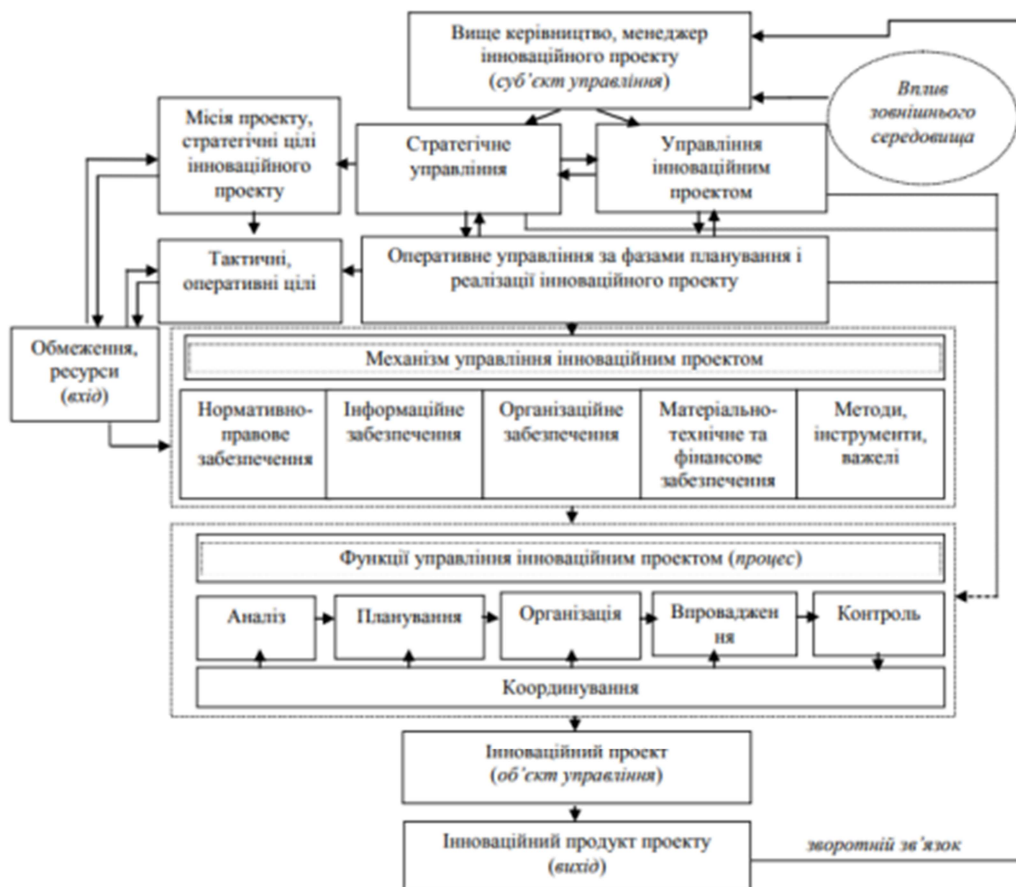 Вище керівництво, менеджер
інноваційного проекту
(суб’єкт управління)
Вплив
зовнішнього
середовища
Місія проекту,
стратегічні цілі
інноваційного
проекту
Стратегічне
управління
Управління
інноваційним
проектом
Тактичні,
оперативні цілі
Оперативне управління за фазами планування і
реалізації інноваційного проекту
Обмеження,
ресурси
(вхід)
Механізм управління інноваційним проектом
Нормативно-
правове
забезпечення
Інформаційне
забезпечення
Організаційне
забезпечення
Матеріально-
технічне та
фінансове
забезпечення
Методи,
інструменти,
важелі
Функції управління інноваційним проектом (процес)
Аналіз
Планування
Організація
Впроваджен
ня
Контроль
Координування
Інноваційний проект
(об’єкт управління)
Інноваційний продукт проекту
(вихід)
зворотній зв’язок